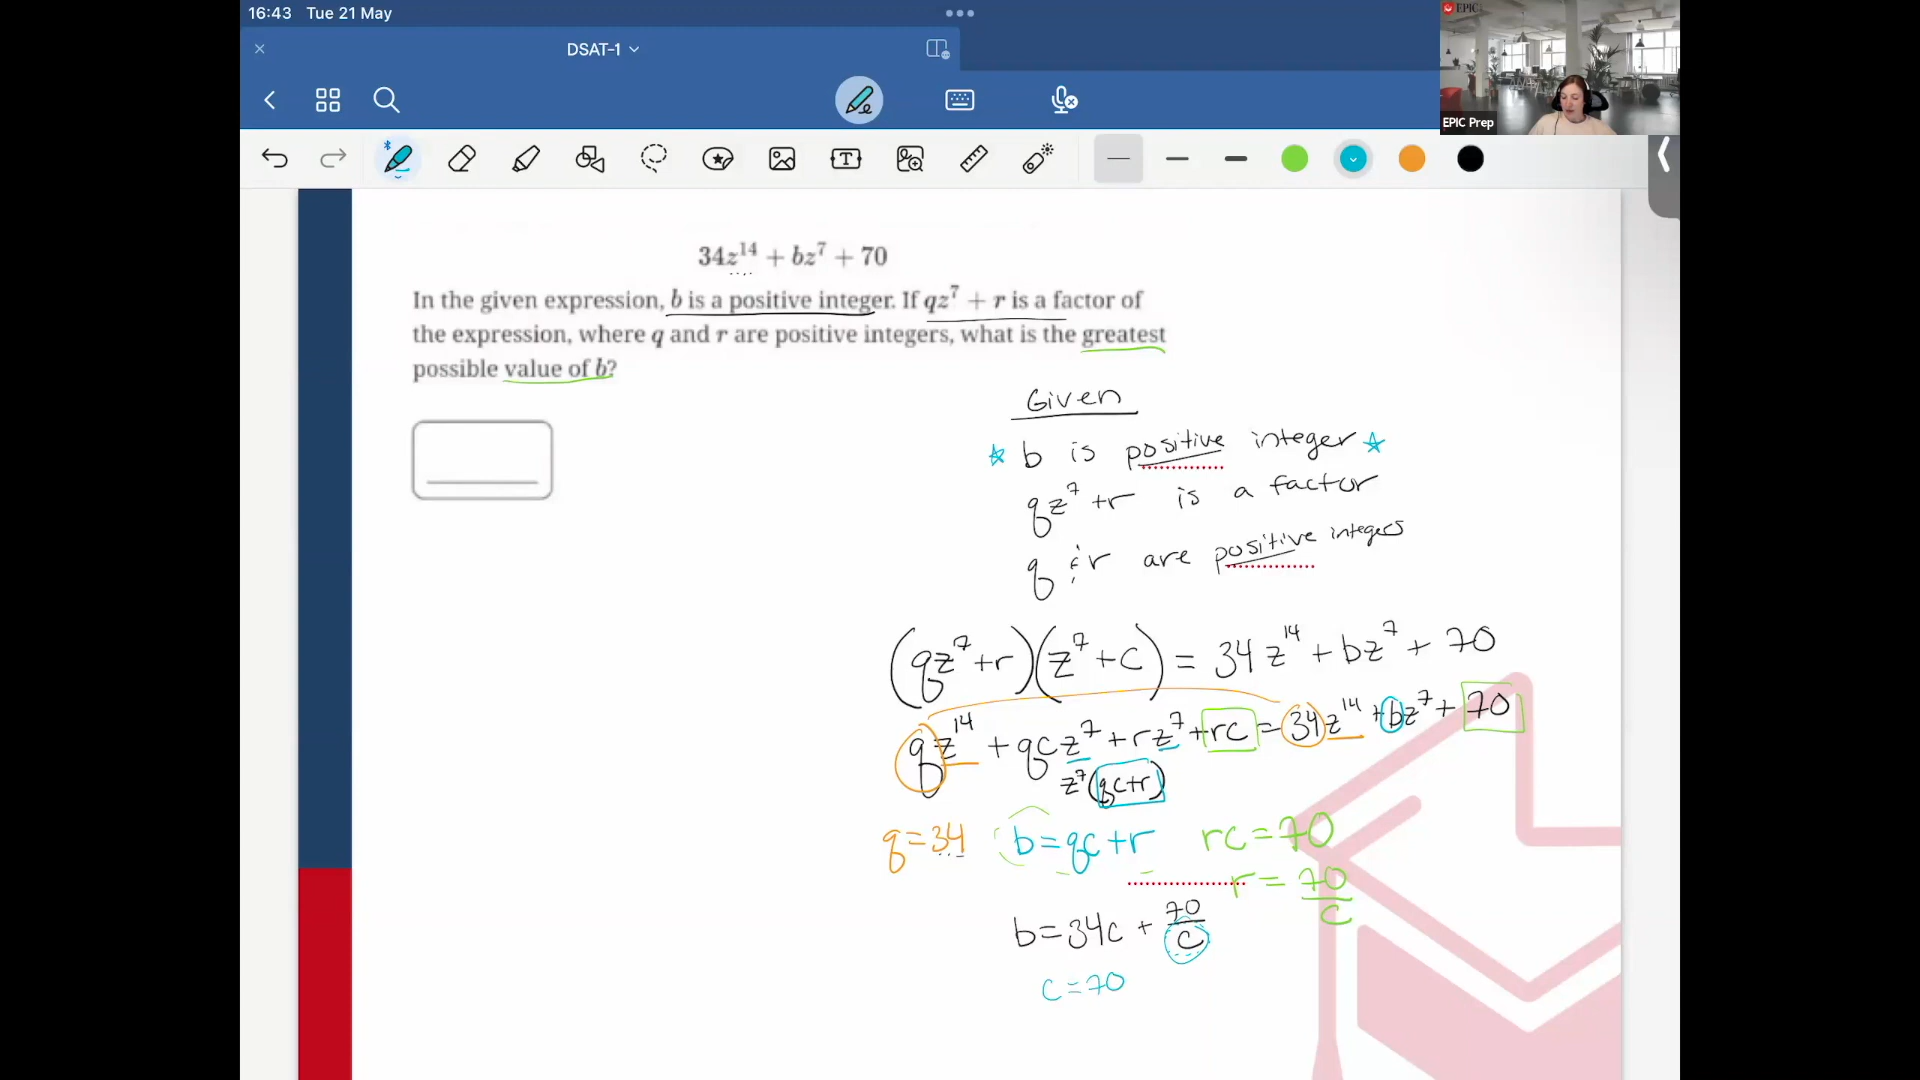 16:43 Tue 21 May
DSAT-1
EPIC
EPIC Prep
34z^14 + bz^7 + 70
In the given expression, b is a positive integer. If qz^7 + r is a factor of
the expression, where q and r are positive integers, what is the greatest
possible value of b?
Given
b is positive integer
qz^7 + r is a factor
q & r are positive integers
(qz^7 + r)(z^7 + c) = 34z^14 + bz^7 + 70
qz^14 + qcz^7 + rz^7 + rc = 34z^14 + bz^7 + 70
z^7(qc+r)
q = 34 b = qc + r rc = 70
r = 70/c
b = 34c + 70/c
c = 70